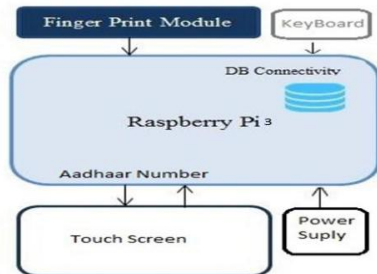 Finger Print Module
KeyBoard
DB Connectivity
Raspberry Pi 3
Aadhaar Number
Touch Screen
Power
Suply